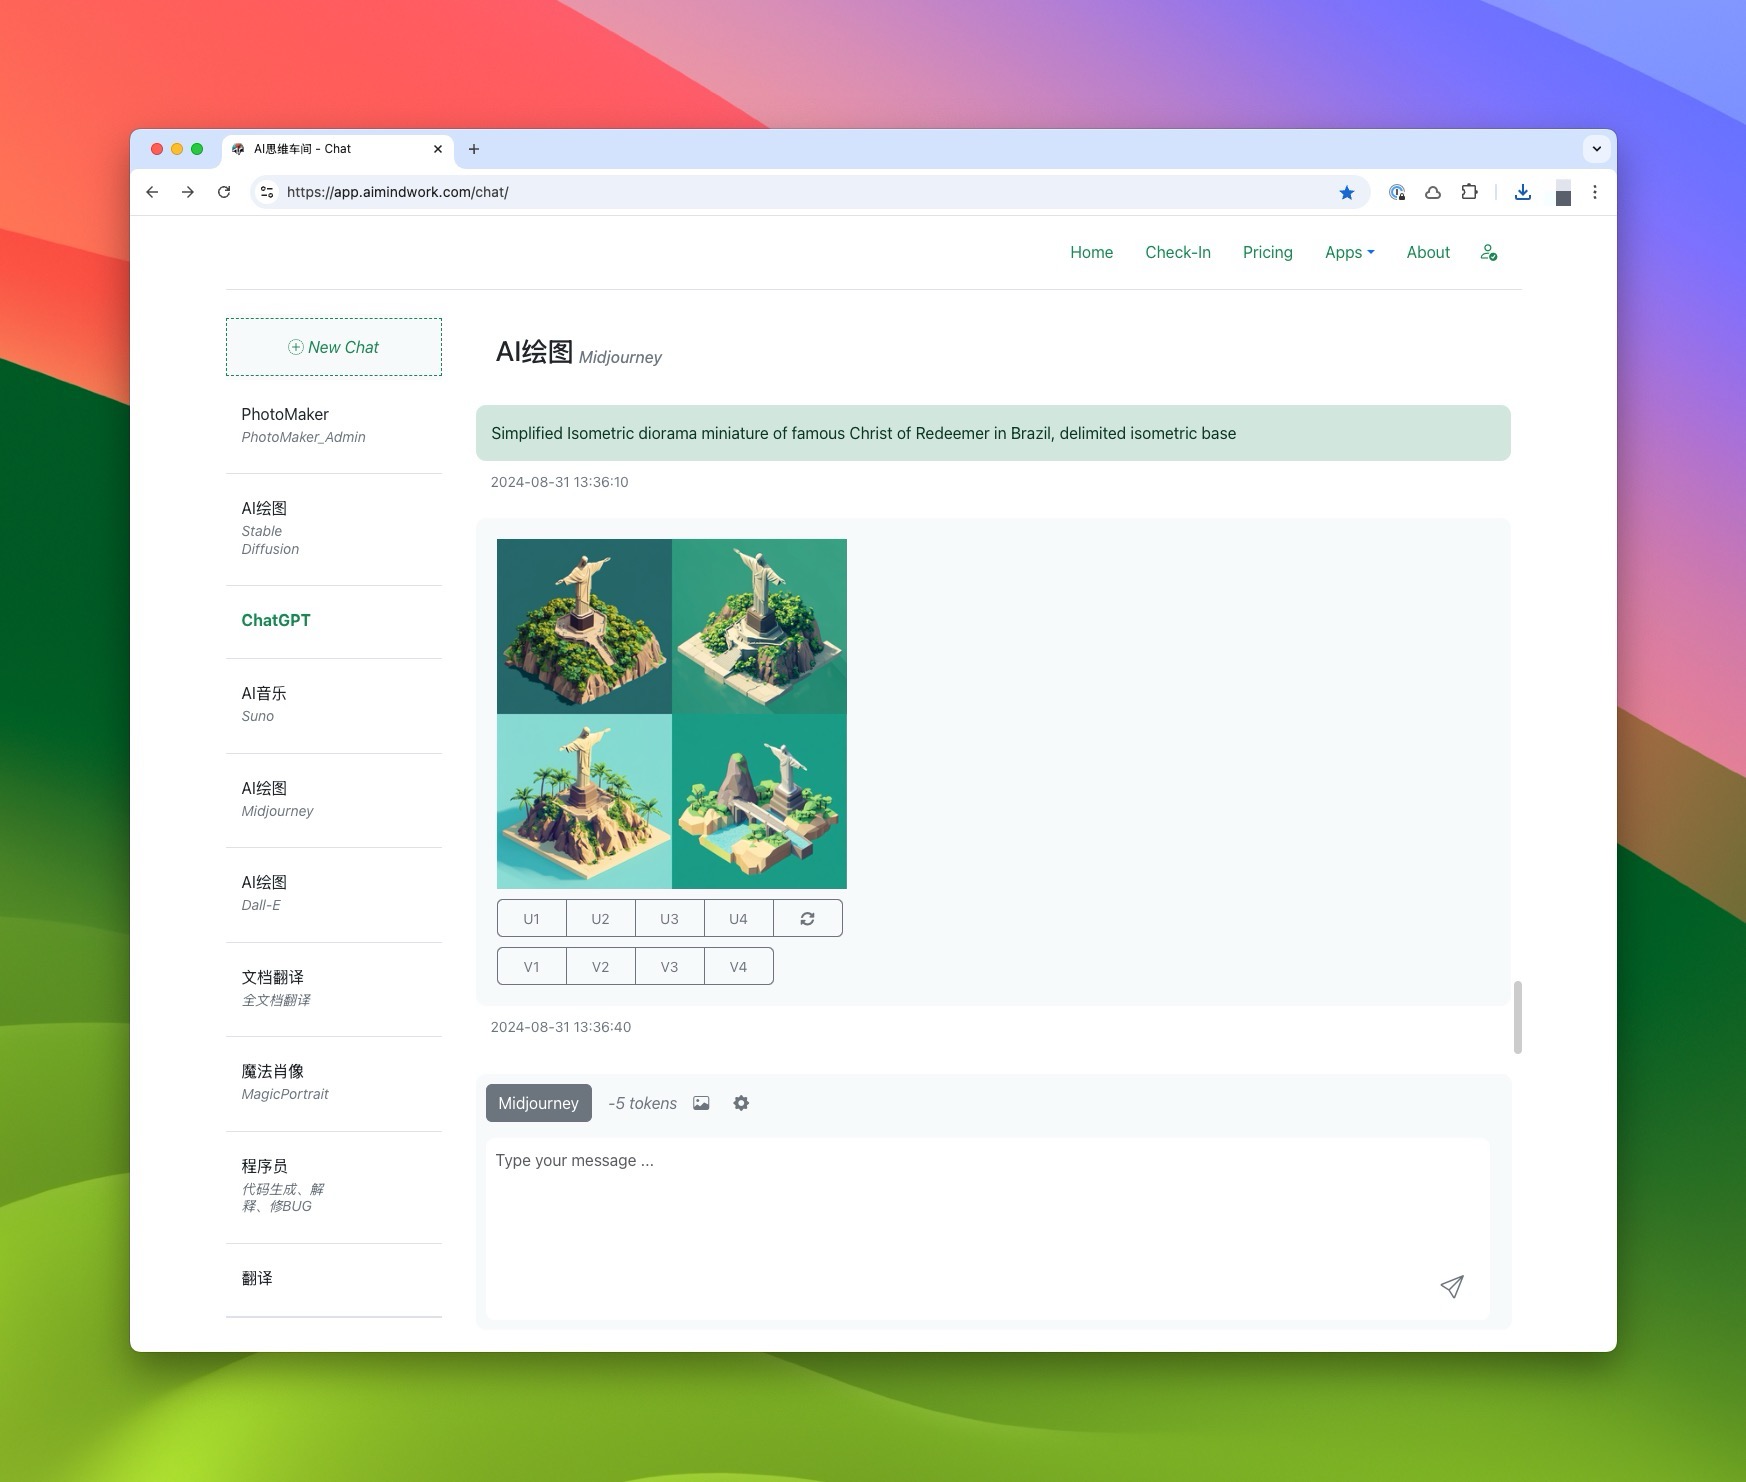 AI思维车间 - Chat
https://app.aimindwork.com/chat/
Home Check-In Pricing Apps About
New Chat
PhotoMaker
PhotoMaker_Admin
AI绘图
Stable
Diffusion
ChatGPT
AI音乐
Suno
AI绘图
Midjourney
AI绘图
Dall-E
文档翻译
全文档翻译
魔法肖像
MagicPortrait
程序员
代码生成、解
释、修BUG
翻译
AI绘图 Midjourney
Simplified Isometric diorama miniature of famous Christ of Redeemer in Brazil, delimited isometric base
2024-08-31 13:36:10
U1 U2 U3 U4
V1 V2 V3 V4
2024-08-31 13:36:40
Midjourney -5 tokens
Type your message ...